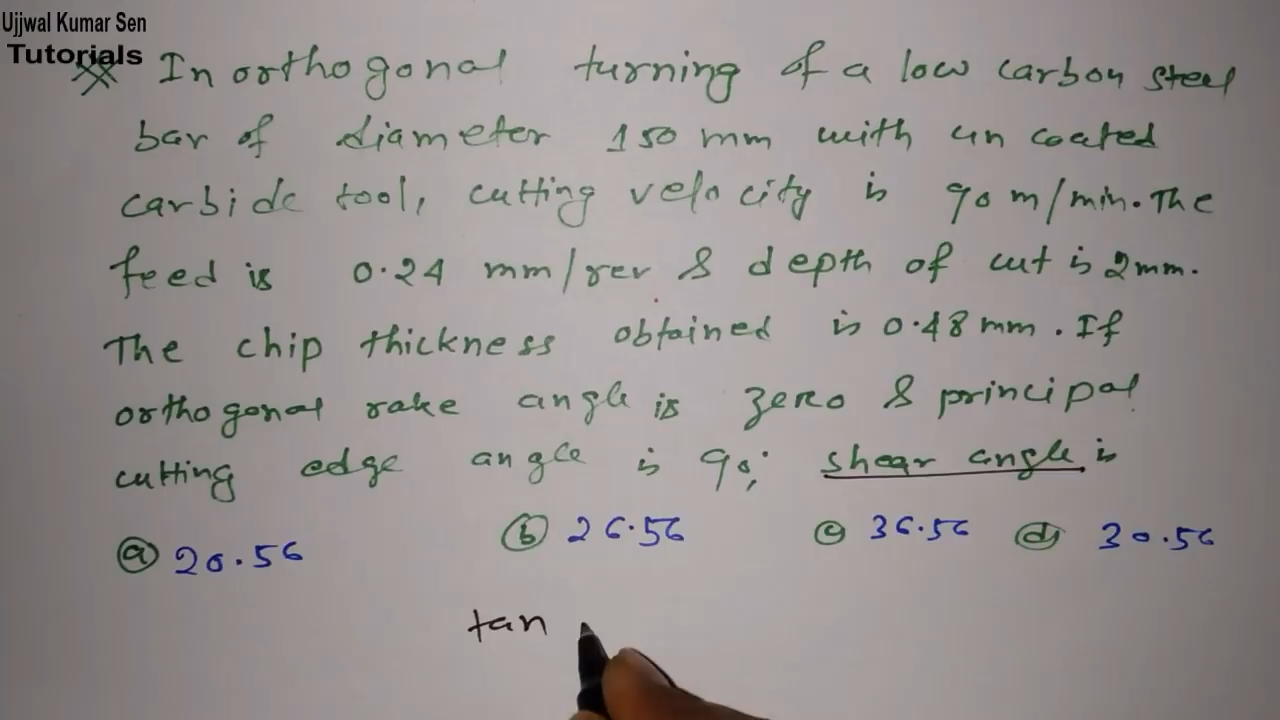 Ujjwal Kumar Sen
Tutorials
In orthogonal turning of a low carbon steel
bar of diameter 150 mm with un coated
carbide tool, cutting velocity is 90 m/min. The
feed is 0.24 mm/rev & depth of cut is 2mm.
The chip thickness obtained is 0.48 mm. If
orthogonal rake angle is zero & principal
cutting edge angle is 90°, shear angle is
(a) 20.56 (b) 26.56 (c) 36.56 (d) 30.56
tan